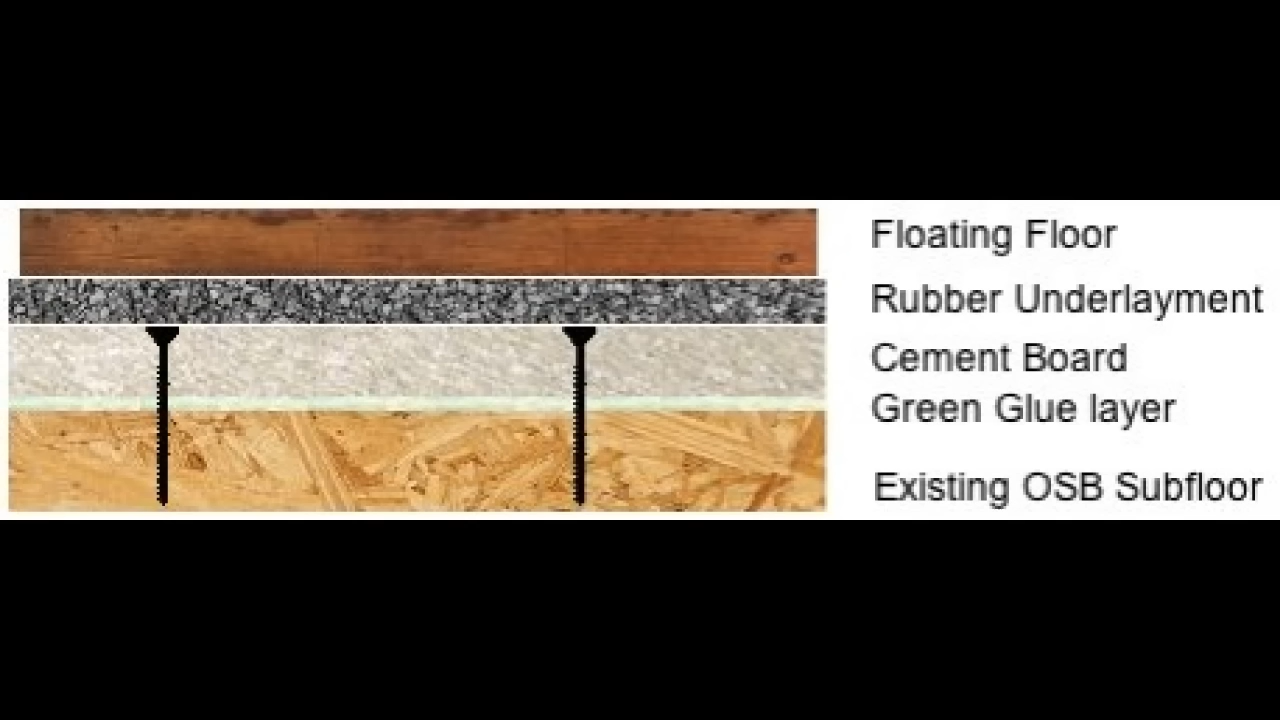 Floating Floor
Rubber Underlayment
Cement Board
Green Glue layer
Existing OSB Subfloor